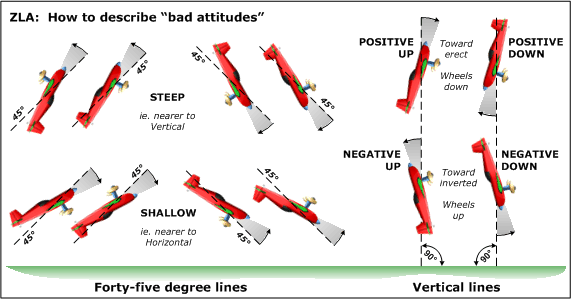 ZLA:  How to describe “bad attitudes”
45°
45°
45°
45°
STEEP
ie. nearer to
Vertical
POSITIVE
UP
Toward
erect
Wheels
down
POSITIVE
DOWN
45°
45°
45°
45°
SHALLOW
ie. nearer to
Horizontal
NEGATIVE
UP
Toward
inverted
Wheels
up
NEGATIVE
DOWN
90°
90°
Forty-five degree lines
Vertical lines